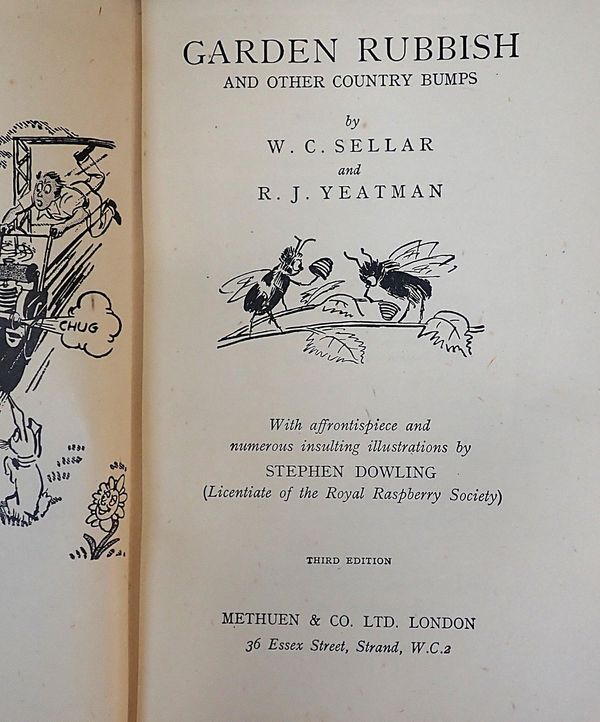 CHUG
GARDEN RUBBISH
AND OTHER COUNTRY BUMPS
by
W. C. SELLAR
and
R. J. YEATMAN
With affrontispiece and
numerous insulting illustrations by
STEPHEN DOWLING
(Licentiate of the Royal Raspberry Society)
THIRD EDITION
METHUEN & CO. LTD. LONDON
36 Essex Street, Strand, W.C.2